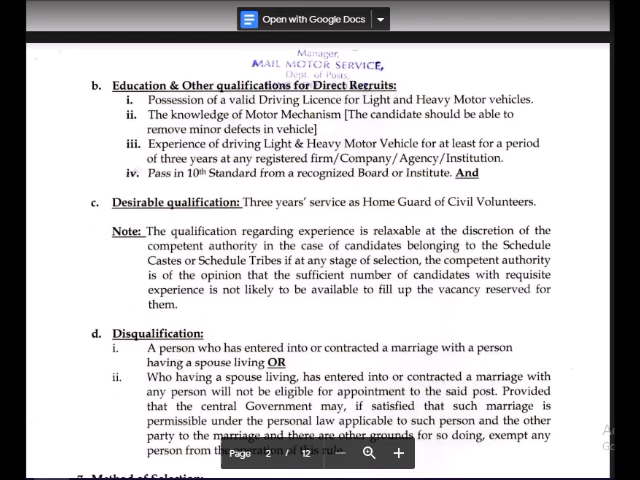 Open with Google Docs
Manager,
MAIL MOTOR SERVICE,
Dept. of Posts,
b. Education & Other qualifications for Direct Recruits:
i. Possession of a valid Driving Licence for Light and Heavy Motor vehicles.
ii. The knowledge of Motor Mechanism [The candidate should be able to
remove minor defects in vehicle]
iii. Experience of driving Light & Heavy Motor Vehicle for at least for a period
of three years at any registered firm/Company/Agency/Institution.
iv. Pass in 10th Standard from a recognized Board or Institute. And
c. Desirable qualification: Three years' service as Home Guard of Civil Volunteers.
Note: The qualification regarding experience is relaxable at the discretion of the
competent authority in the case of candidates belonging to the Schedule
Castes or Schedule Tribes if at any stage of selection, the competent authority
is of the opinion that the sufficient number of candidates with requisite
experience is not likely to be available to fill up the vacancy reserved for
them.
d. Disqualification:
i. A person who has entered into or contracted a marriage with a person
having a spouse living OR
ii. Who having a spouse living, has entered into or contracted a marriage with
any person will not be eligible for appointment to the said post. Provided
that the central Government may, if satisfied that such marriage is
permissible under the personal law applicable to such person and the other
party to the marriage and there are other grounds for so doing, exempt any
person from the operation of this rule.
Page 2 / 12
7. Method of Selection: